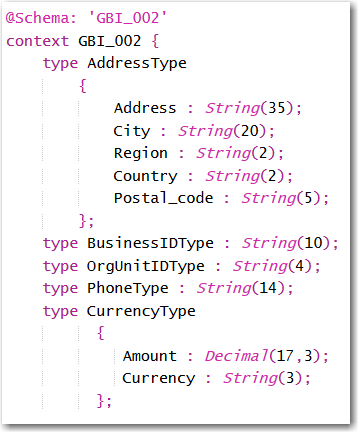 @Schema: 'GBI_002'
context GBI_002 {
type AddressType
{
Address : String(35);
City : String(20);
Region : String(2);
Country : String(2);
Postal_code : String(5);
};
type BusinessIDType : String(10);
type OrgUnitIDType : String(4);
type PhoneType : String(14);
type CurrencyType
{
Amount : Decimal(17,3);
Currency : String(3);
};